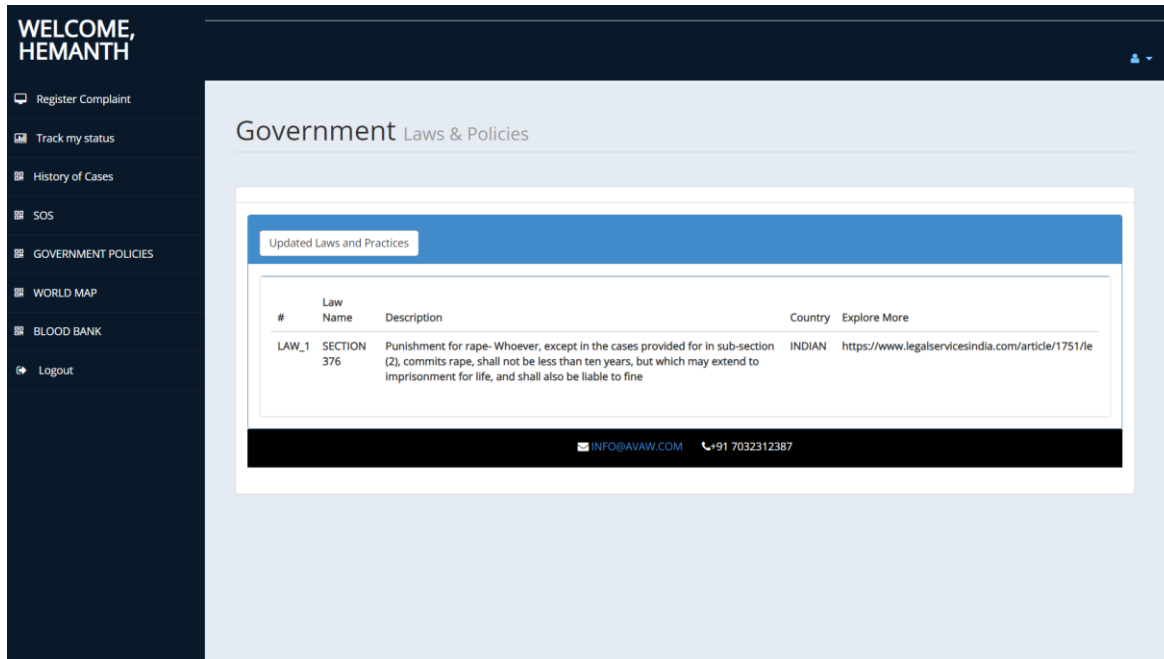 WELCOME,
HEMANTH
Register Complaint
Track my status
History of Cases
SOS
GOVERNMENT POLICIES
WORLD MAP
BLOOD BANK
Logout
Government Laws & Policies
Updated Laws and Practices
# Law Name Description Country Explore More
LAW_1 SECTION 376 Punishment for rape- Whoever, except in the cases provided for in sub-section INDIAN https://www.legalservicesindia.com/article/1751/le
(2), commits rape, shall not be less than ten years, but which may extend to
imprisonment for life, and shall also be liable to fine
INFO@AVAW.COM +91 7032312387